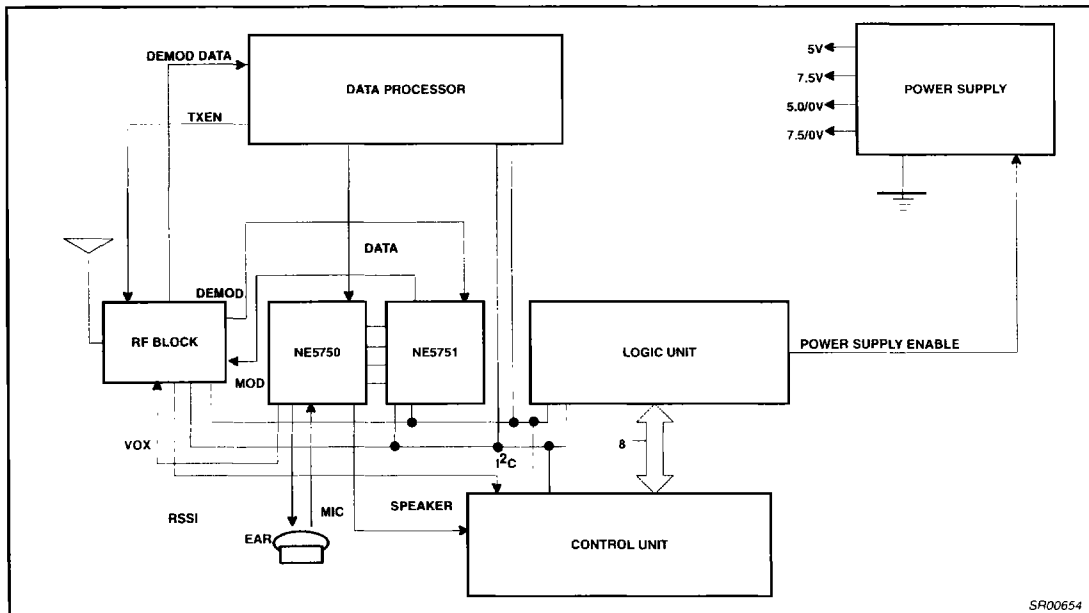 DEMOD DATA
DATA PROCESSOR
TXEN
5V
7.5V
5.0/0V
7.5/0V
POWER SUPPLY
DATA
DEMOD
RF BLOCK
NE5750
NE5751
LOGIC UNIT
POWER SUPPLY ENABLE
MOD
VOX
8
I²C
RSSI
MIC
EAR
SPEAKER
CONTROL UNIT
SR00654